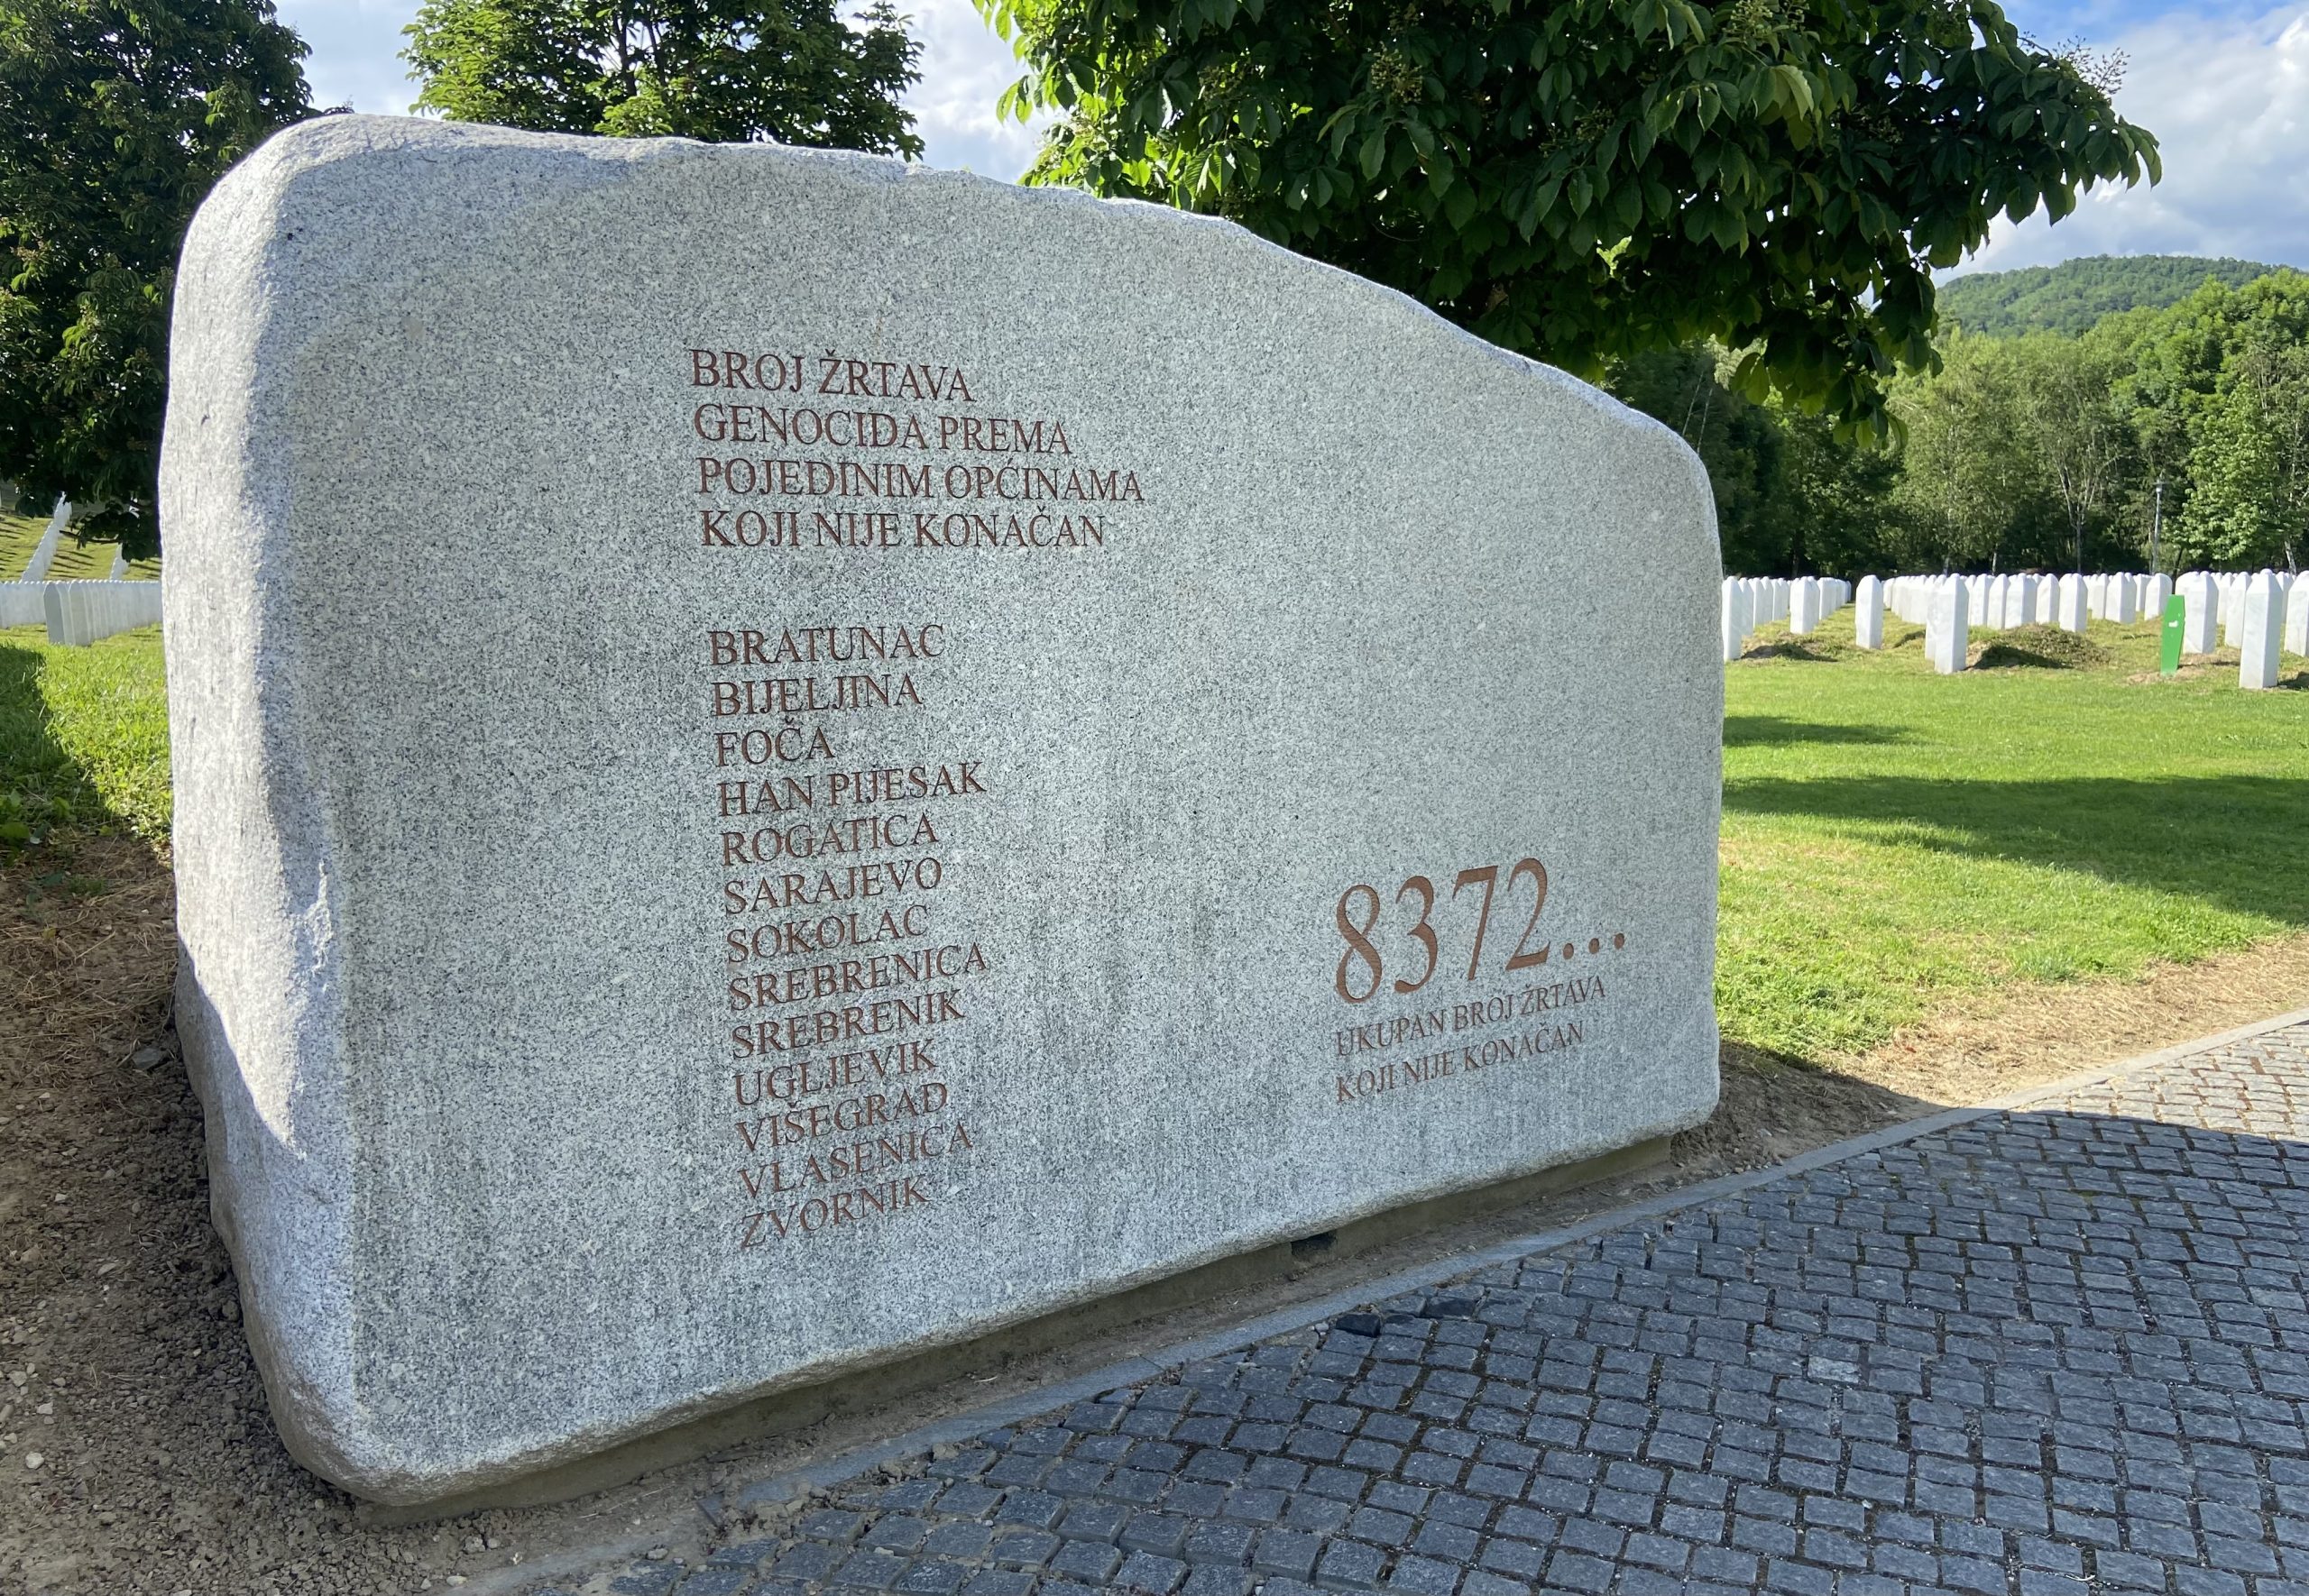 BROJ ŽRTAVA
GENOCIDA PREMA
POJEDINIM OPĆINAMA
KOJI NIJE KONAČAN
BRATUNAC
BIJELJINA
FOČA
HAN PIJESAK
ROGATICA
SARAJEVO
SOKOLAC
SREBRENICA
SREBRENIK
UGLJEVIK
VIŠEGRAD
VLASENICA
ZVORNIK
8372...
UKUPAN BROJ ŽRTAVA
KOJI NIJE KONAČAN